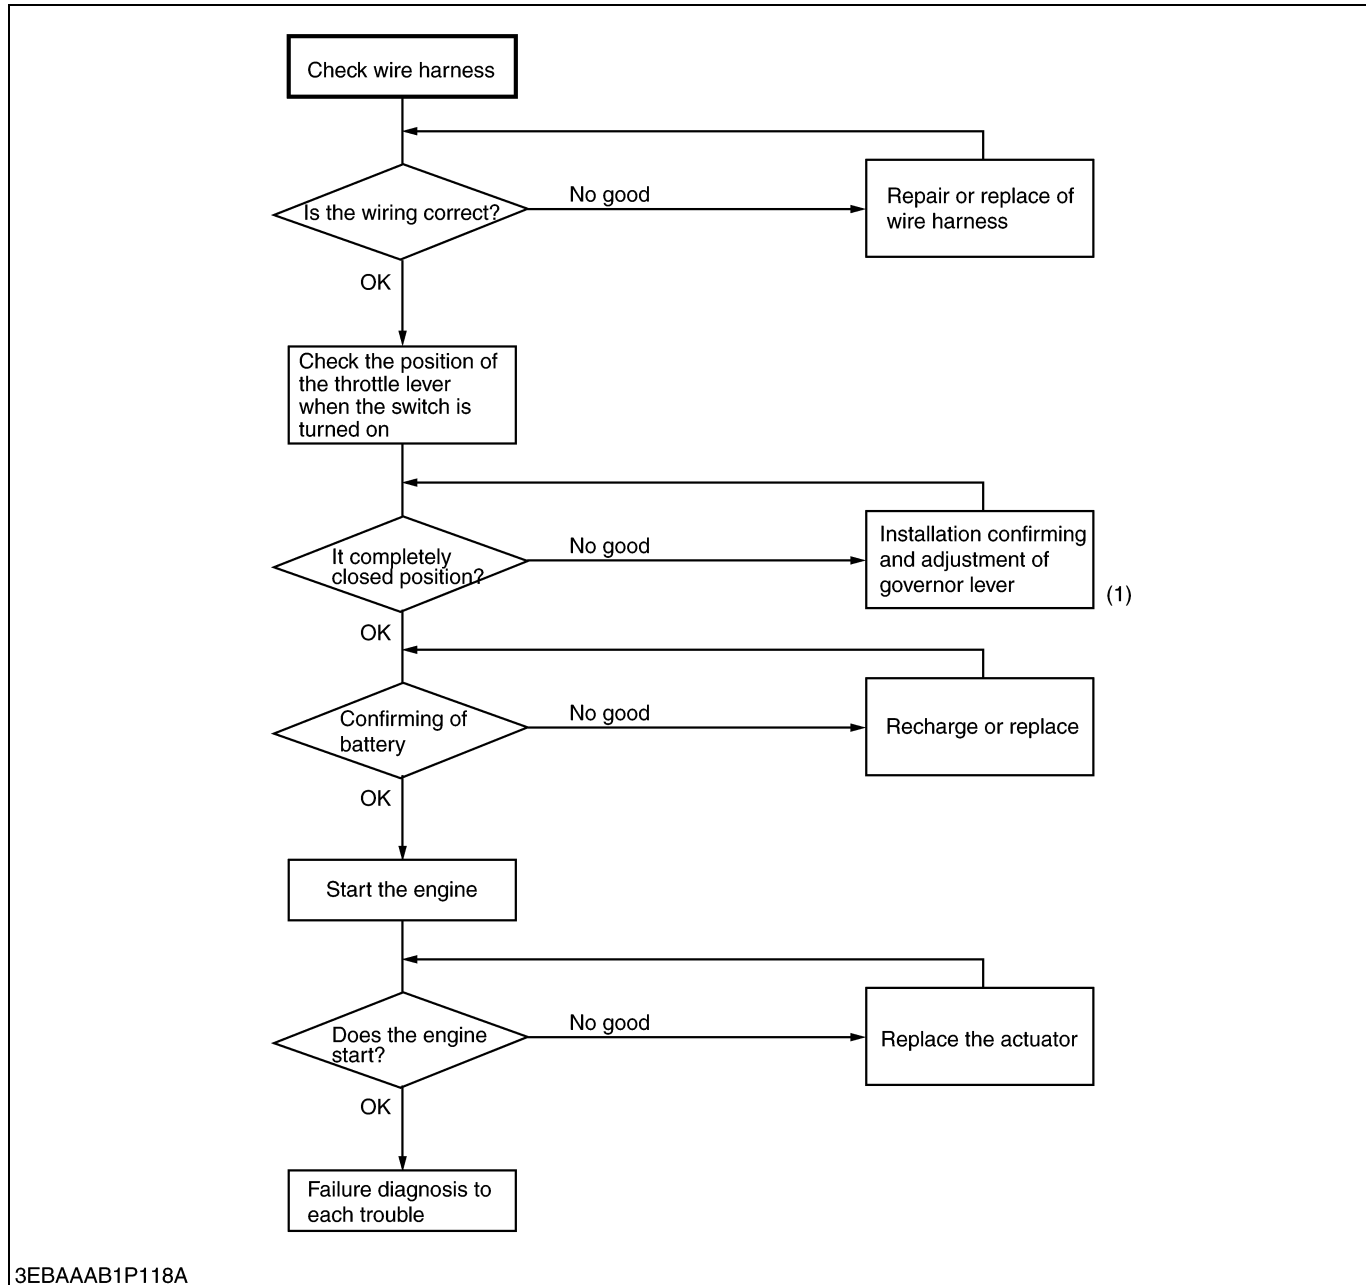 Check wire harness
Is the wiring correct?
No good
Repair or replace of
wire harness
OK
Check the position of
the throttle lever
when the switch is
turned on
It completely
closed position?
No good
Installation confirming
and adjustment of
governor lever
(1)
OK
Confirming of
battery
No good
Recharge or replace
OK
Start the engine
Does the engine
start?
No good
Replace the actuator
OK
Failure diagnosis to
each trouble
3EBAAAB1P118A